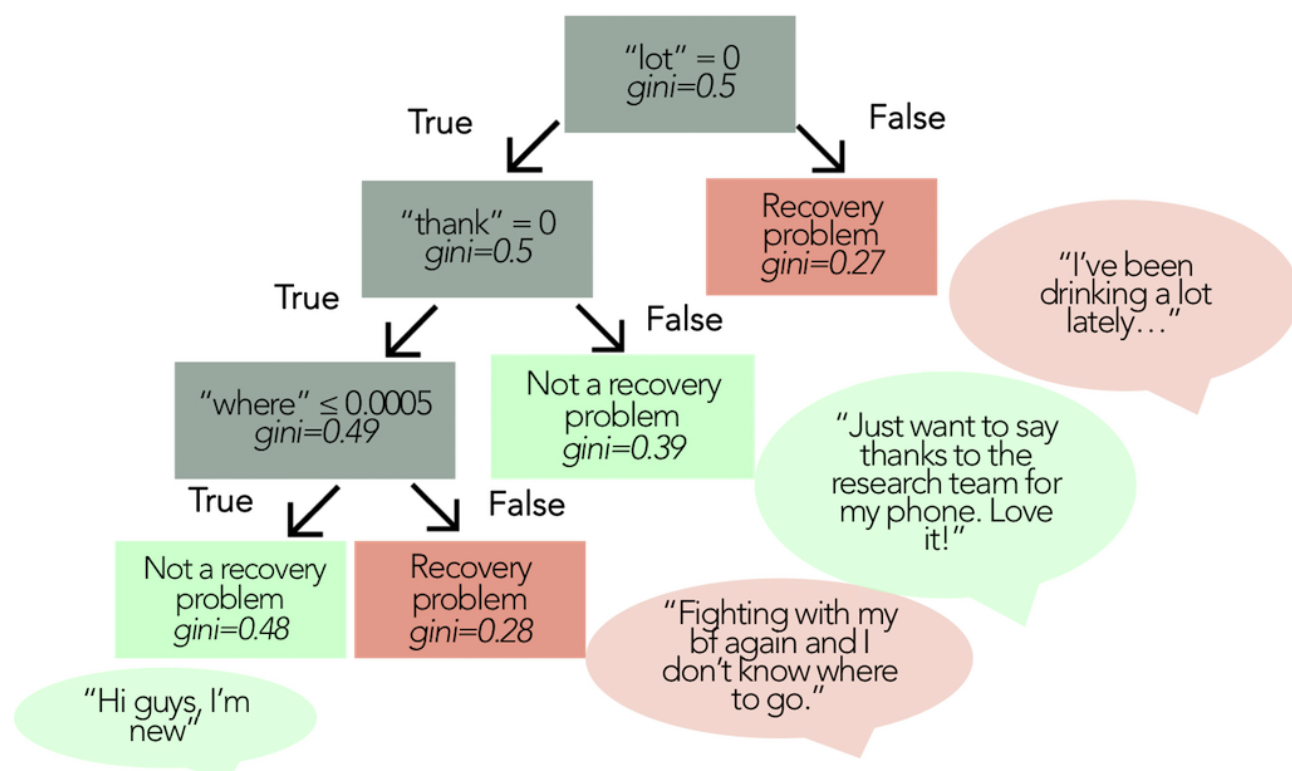 “lot” = 0
gini=0.5
True
False
“thank” = 0
gini=0.5
Recovery
problem
gini=0.27
“I’ve been
drinking a lot
lately…”
True
False
“where” ≤ 0.0005
gini=0.49
Not a recovery
problem
gini=0.39
“Just want to say
thanks to the
research team for
my phone. Love
it!”
True
False
Not a recovery
problem
gini=0.48
Recovery
problem
gini=0.28
“Fighting with my
bf again and I
don’t know where
to go.”
“Hi guys, I’m
new”